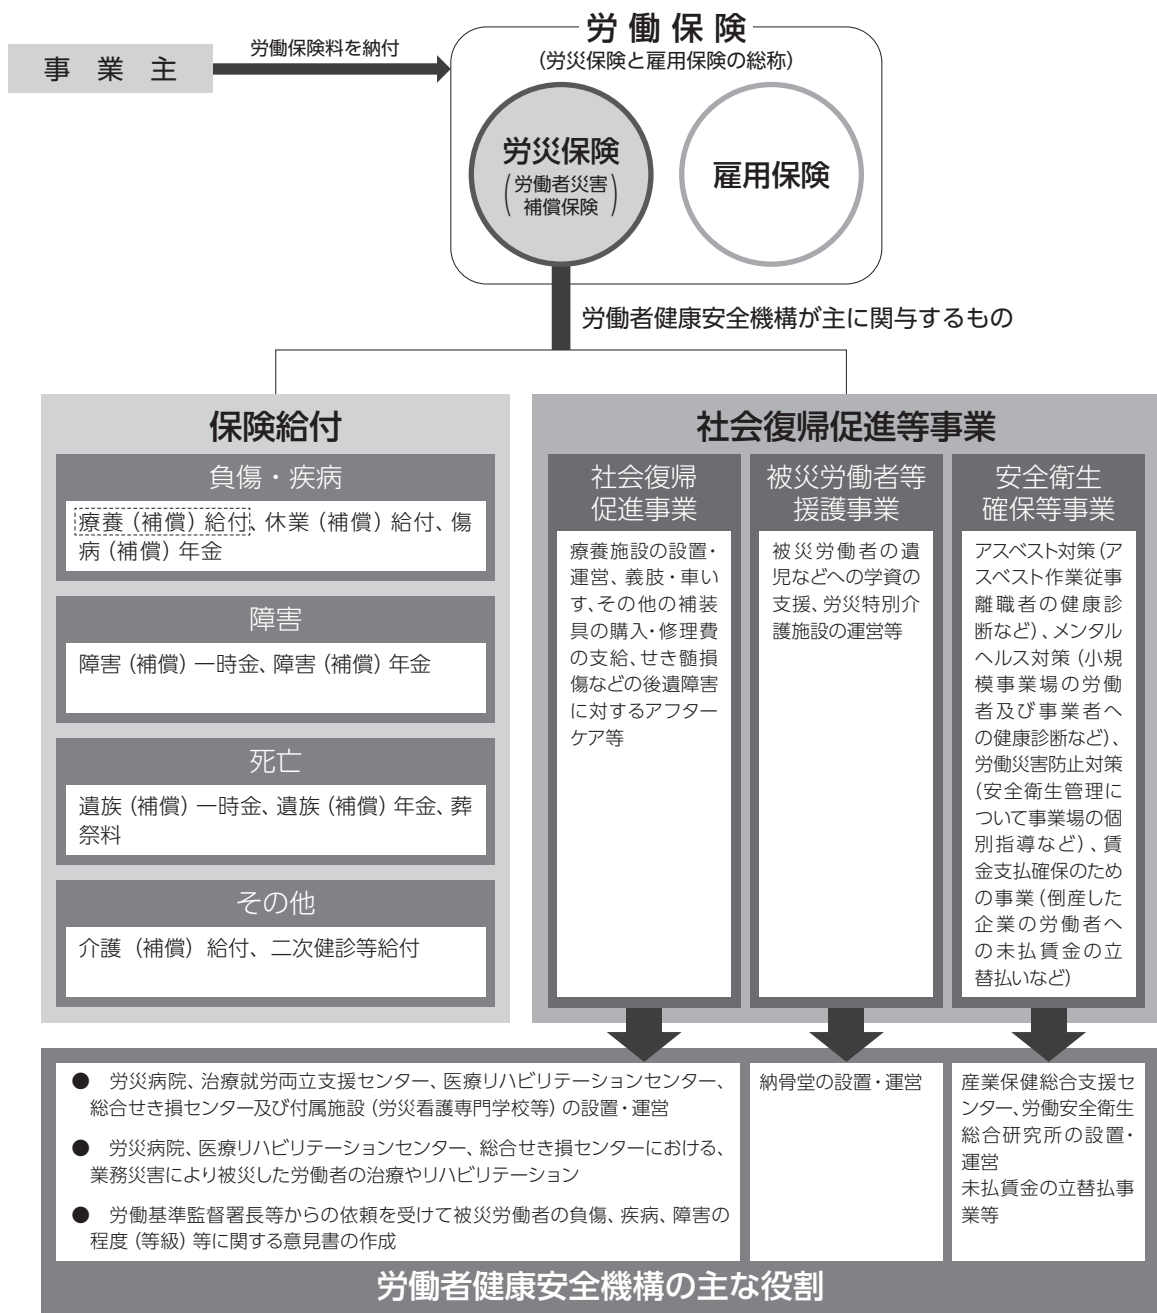 事業主
労働保険料を納付
労働保険
(労災保険と雇用保険の総称)
労災保険
(労働者災害
補償保険)
雇用保険
労働者健康安全機構が主に関与するもの
保険給付
負傷・疾病
療養(補償)給付、休業(補償)給付、傷
病(補償)年金
障害
障害(補償)一時金、障害(補償)年金
死亡
遺族(補償)一時金、遺族(補償)年金、葬
祭料
その他
介護(補償)給付、二次健診等給付
社会復帰促進等事業
社会復帰
促進事業
療養施設の設置・
運営、義肢・車い
す、その他の補装
具の購入・修理費
の支給、せき髄損
傷などの後遺障害
に対するアフター
ケア等
被災労働者等
援護事業
被災労働者の遺
児などへの学資の
支援、労災特別介
護施設の運営等
安全衛生
確保等事業
アスベスト対策(ア
スベスト作業従事
離職者の健康診
断など)、メンタル
ヘルス対策(小規
模事業場の労働
者及び事業者へ
の健康診断など)、
労働災害防止対策
(安全衛生管理に
ついて事業場の個
別指導など)、賃
金支払確保のため
の事業(倒産した
企業の労働者へ
の未払賃金の立
替払いなど)
● 労災病院、治療就労両立支援センター、医療リハビリテーションセンター、
総合せき損センター及び付属施設(労災看護専門学校等)の設置・運営
● 労災病院、医療リハビリテーションセンター、総合せき損センターにおける、
業務災害により被災した労働者の治療やリハビリテーション
● 労働基準監督署長等からの依頼を受けて被災労働者の負傷、疾病、障害の
程度(等級)等に関する意見書の作成
納骨堂の設置・運営
産業保健総合支援セ
ンター、労働安全衛生
総合研究所の設置・
運営
未払賃金の立替払事
業等
労働者健康安全機構の主な役割